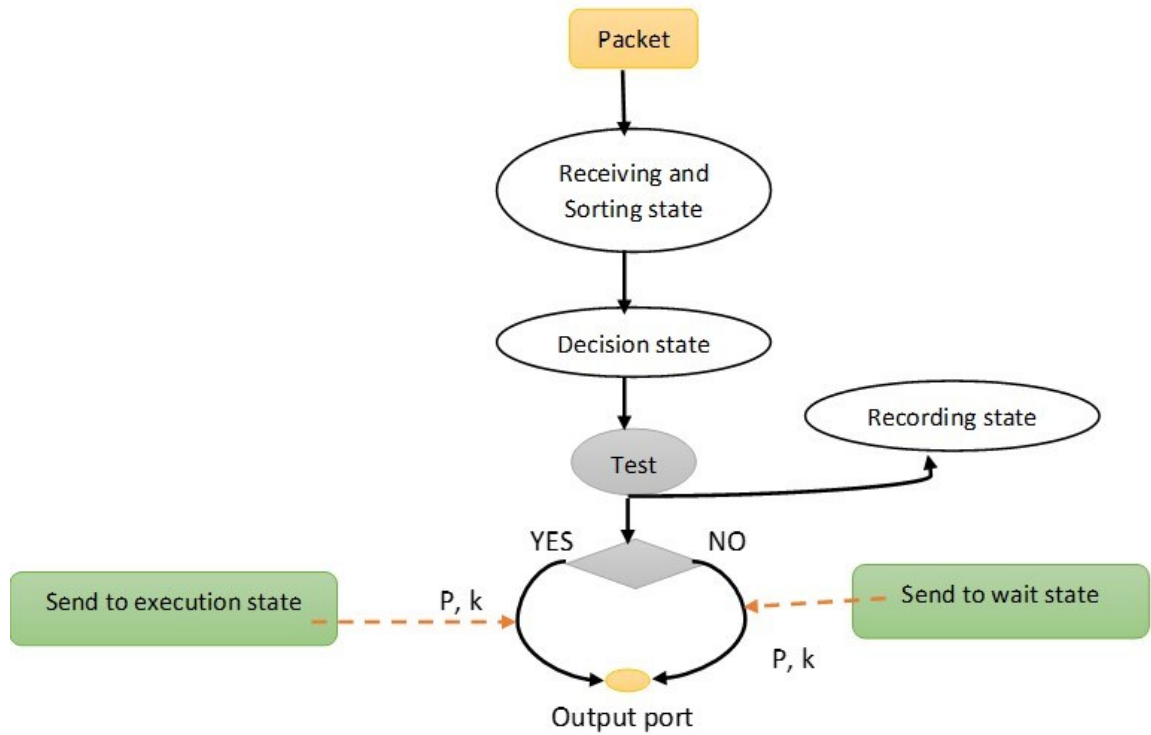 Packet
Receiving and
Sorting state
Decision state
Recording state
Test
YES
NO
Send to execution state
P, k
Send to wait state
P, k
Output port